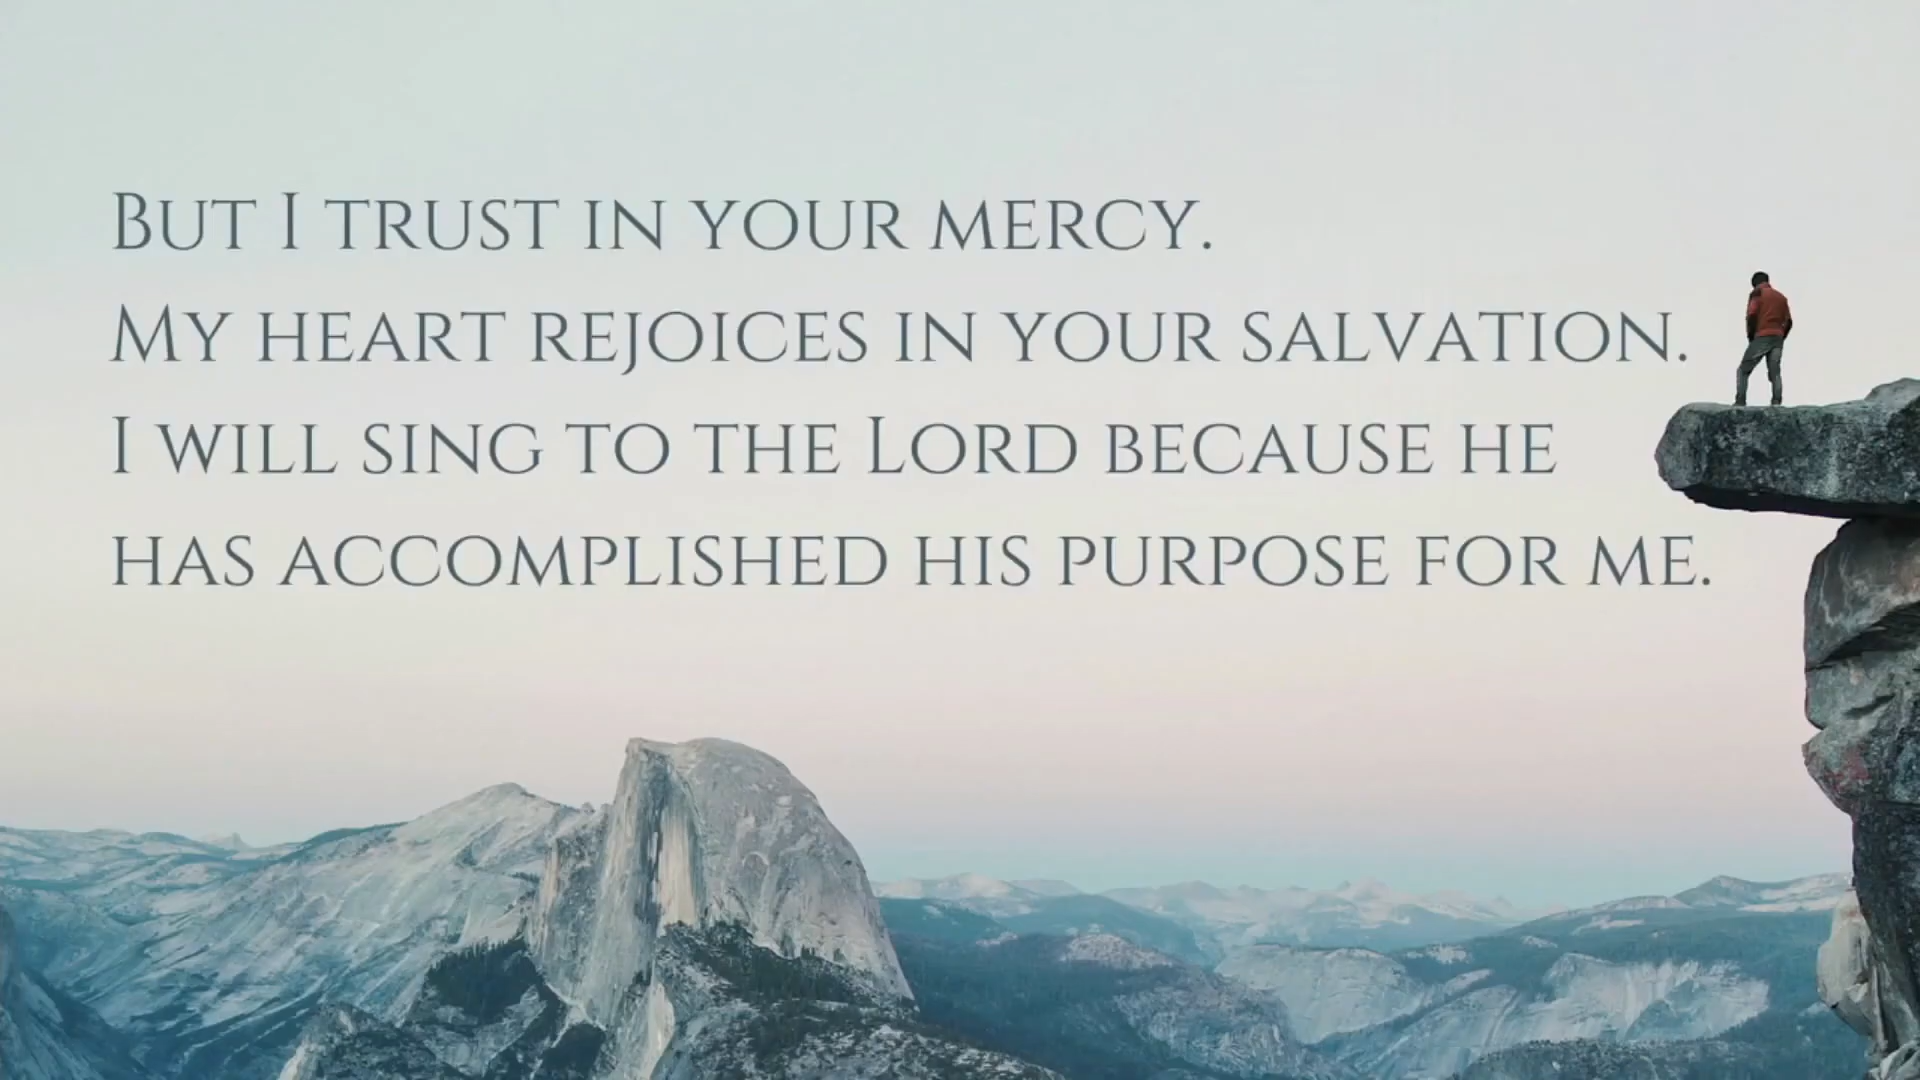 But I trust in your mercy.
My heart rejoices in your salvation.
I will sing to the Lord because he
has accomplished his purpose for me.